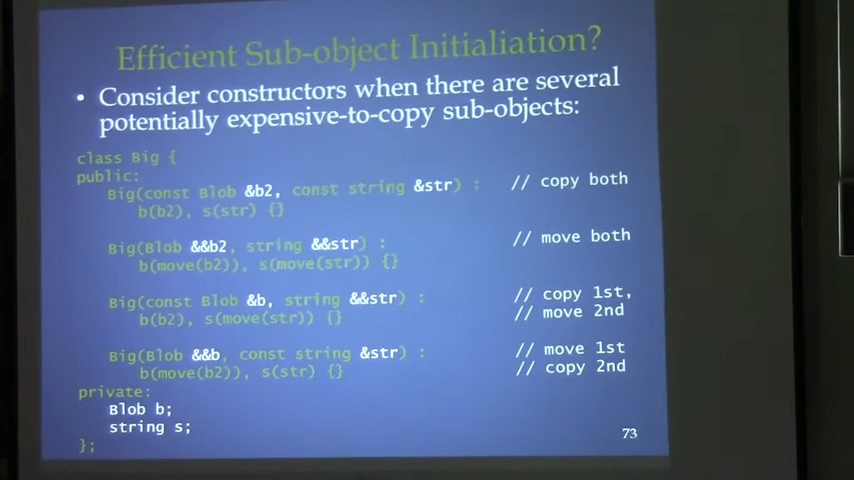 Efficient Sub-object Initialiation?
• Consider constructors when there are several
potentially expensive-to-copy sub-objects:
class Big {
public:
Big(const Blob &b2, const string &str) : // copy both
b(b2), s(str) {}
Big(Blob &&b2, string &&str) : // move both
b(move(b2)), s(move(str)) {}
Big(const Blob &b, string &&str) : // copy 1st,
b(b2), s(move(str)) {} // move 2nd
Big(Blob &&b, const string &str) : // move 1st
b(move(b2)), s(str) {} // copy 2nd
private:
Blob b;
string s;
};
73